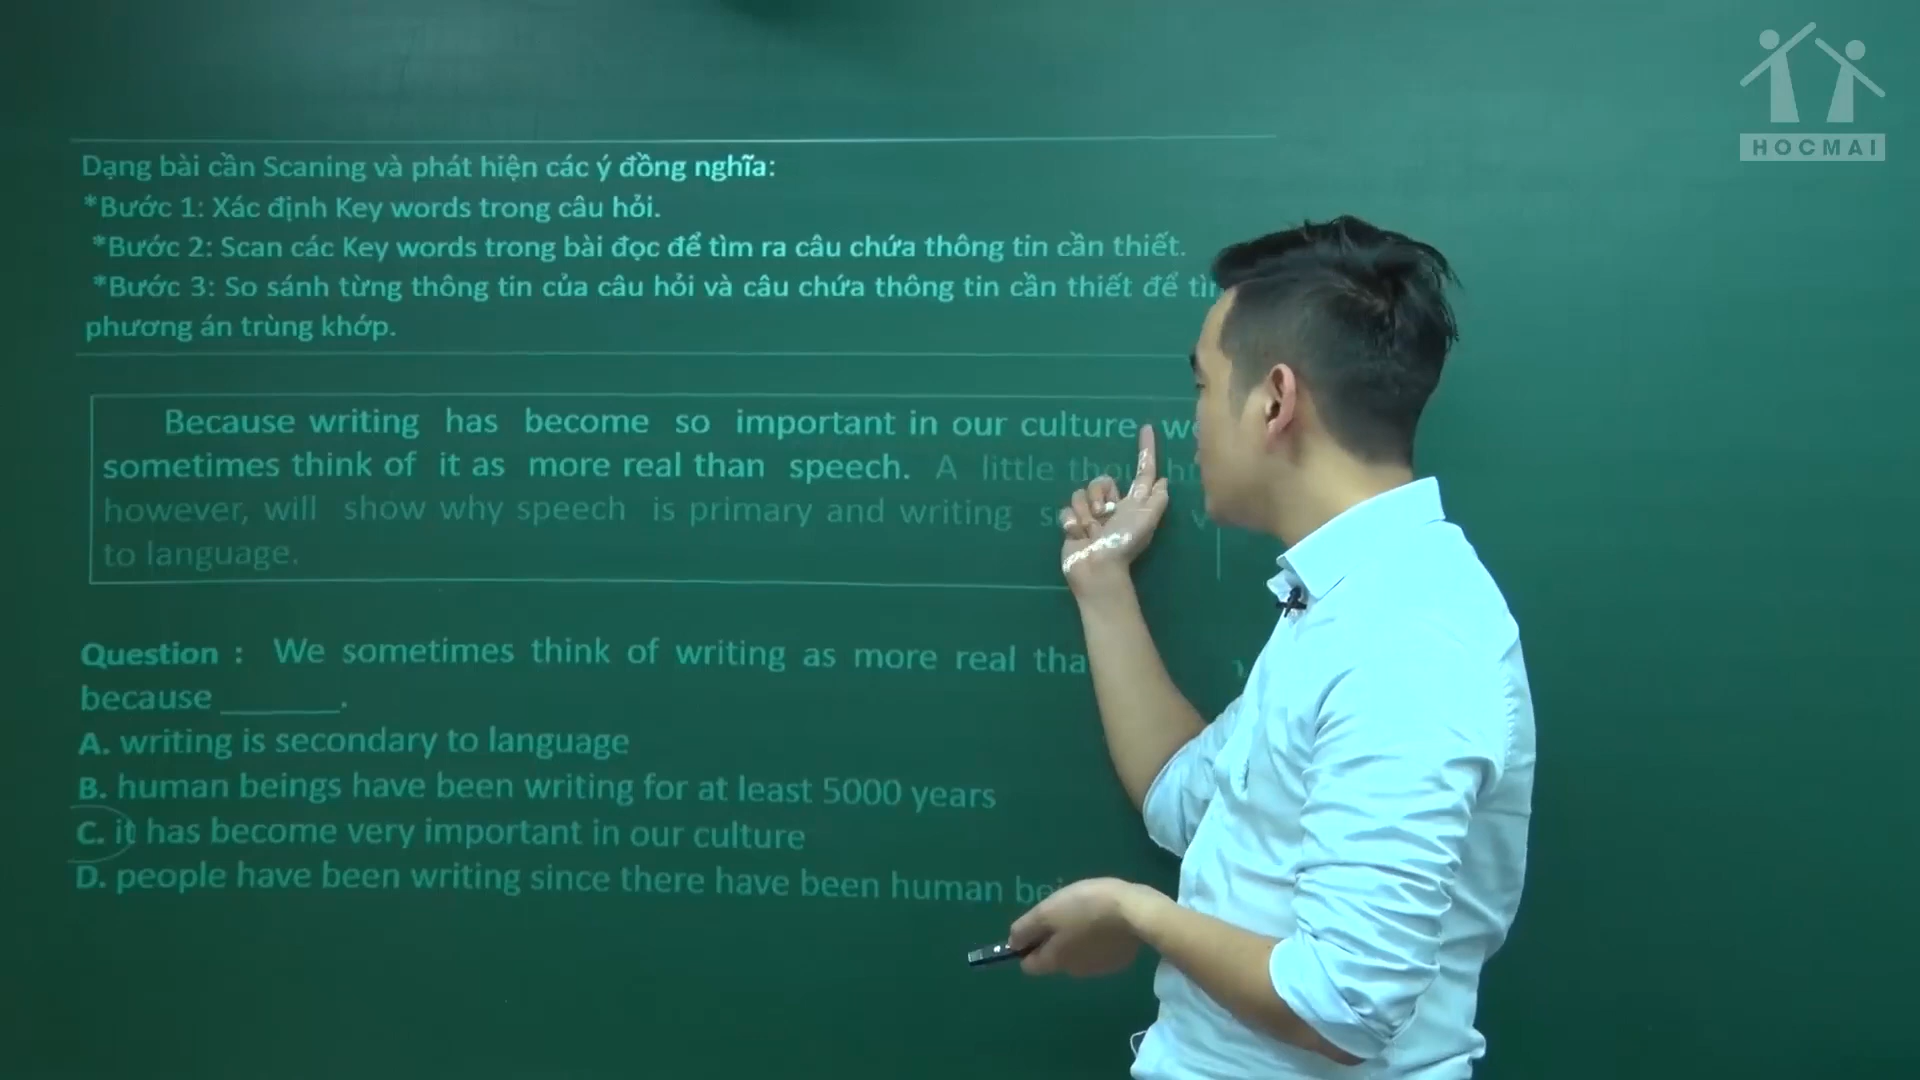 HOCMAI
Dạng bài cần Scaning và phát hiện các ý đồng nghĩa:
*Bước 1: Xác định Key words trong câu hỏi.
*Bước 2: Scan các Key words trong bài đọc để tìm ra câu chứa thông tin cần thiết.
*Bước 3: So sánh từng thông tin của câu hỏi và câu chứa thông tin cần thiết để
phương án trùng khớp.
Because writing has become so important in our culture, we
sometimes think of it as more real than speech. A little
however, will show why speech is primary and writing
to language.
Question : We sometimes think of writing as more real
because ______.
A. writing is secondary to language
B. human beings have been writing for at least 5000 years
C. it has become very important in our culture
D. people have been writing since there have been human